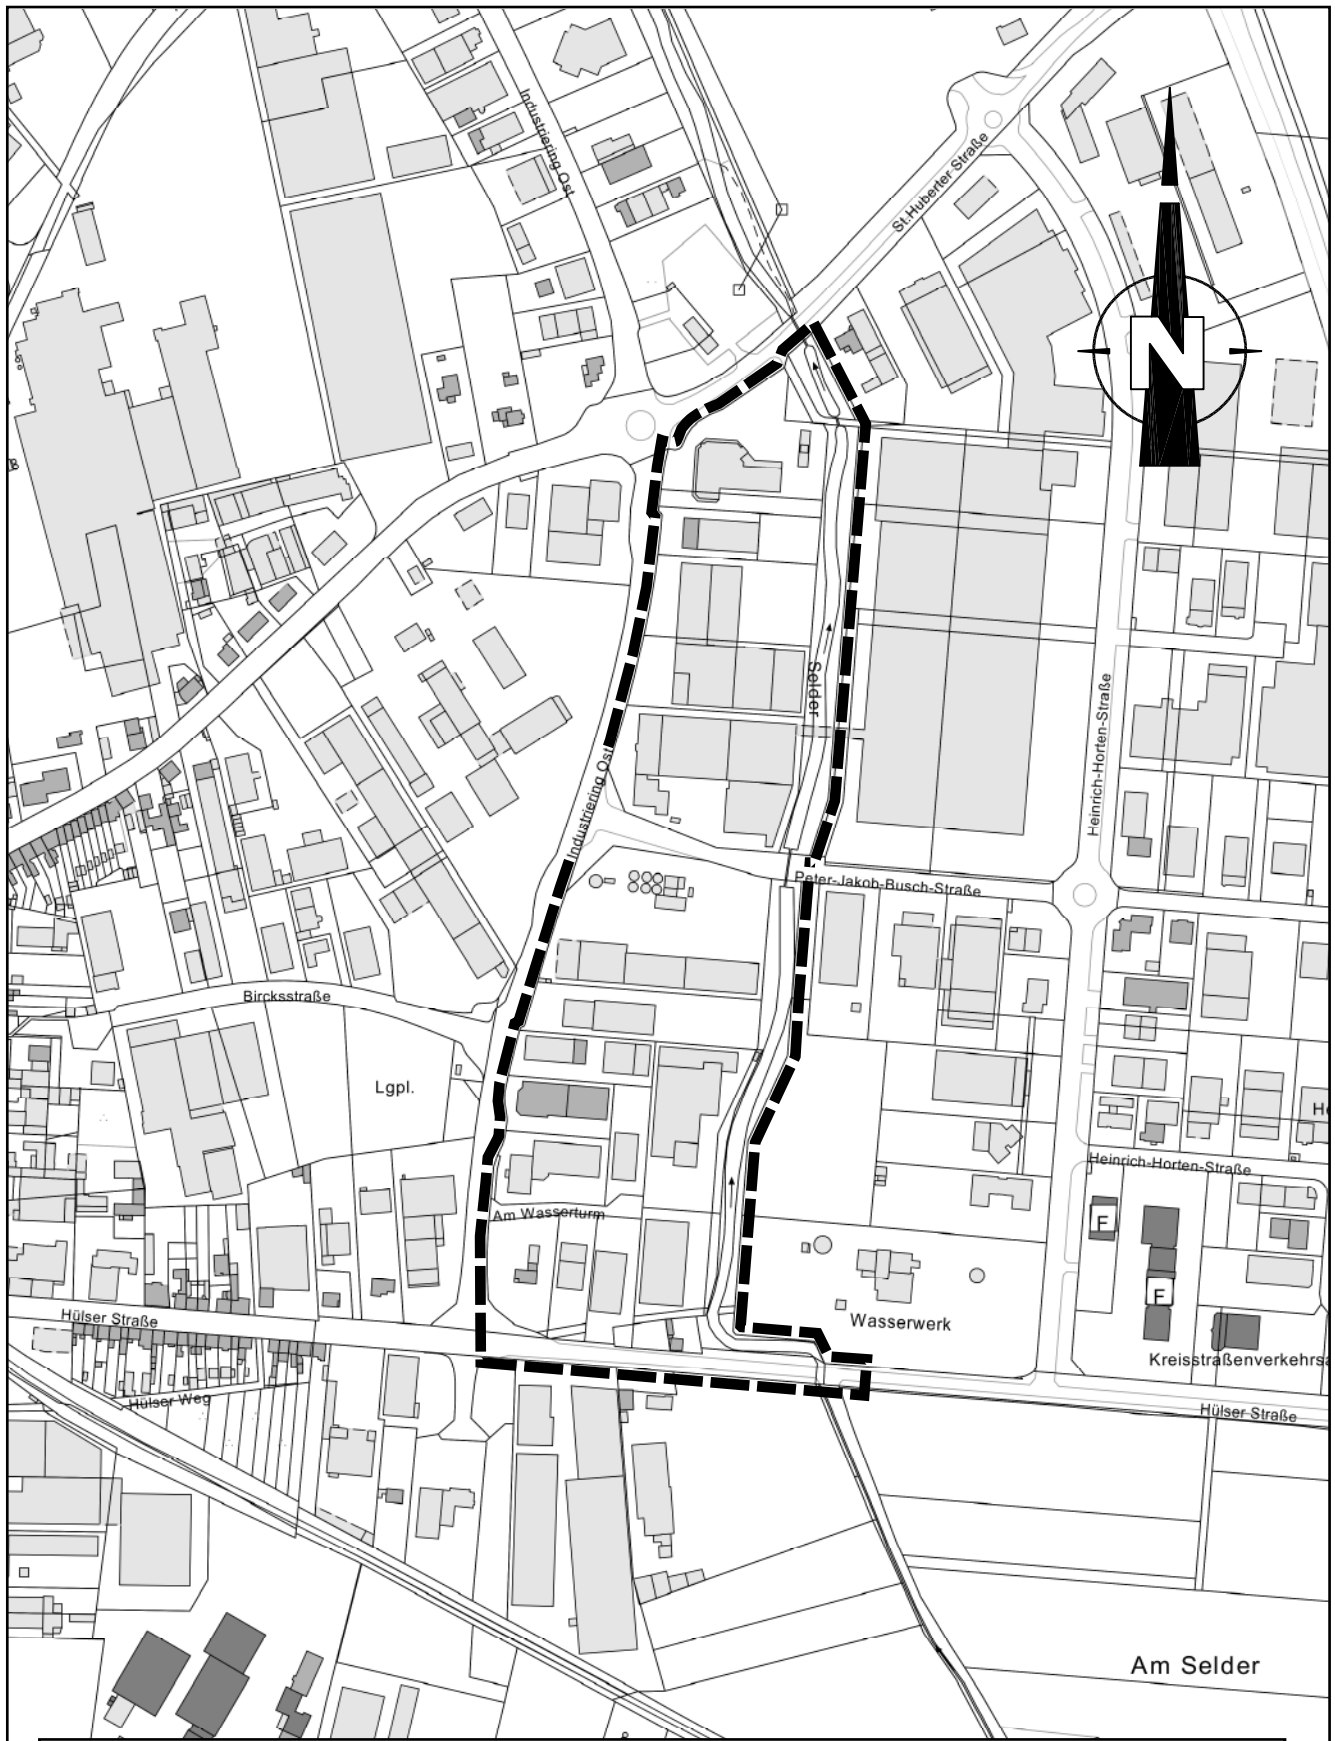 Industriering Ost
St.Huberter Straße
N
Selder
Heinrich-Horten-Straße
Industriering Ost
Peter-Jakob-Busch-Straße
Bircksstraße
Lgpl.
Heinrich-Horten-Straße
Am Wasserturm
F
F
Hülser Straße
Wasserwerk
Kreisstraßenverkehrsa
Hülser Weg
Hülser Straße
Am Selder